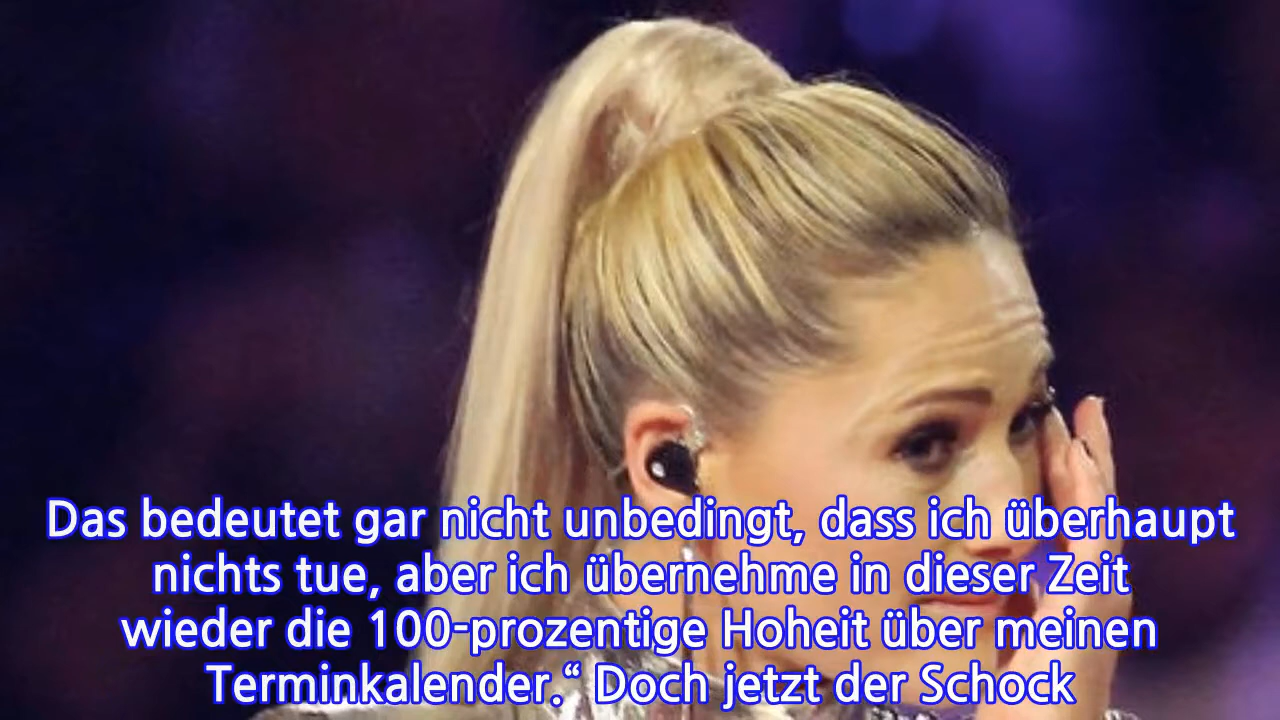 Das bedeutet gar nicht unbedingt, dass ich überhaupt
nichts tue, aber ich übernehme in dieser Zeit
wieder die 100-prozentige Hoheit über meinen
Terminkalender.“ Doch jetzt der Schock